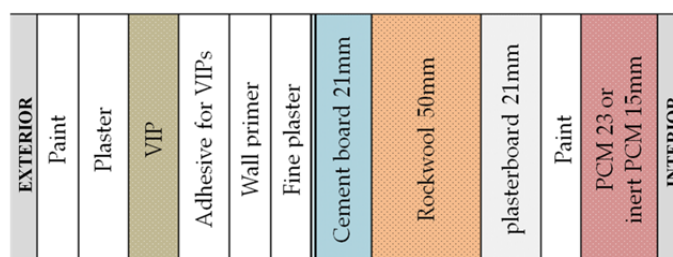 EXTERIOR
Paint
Plaster
VIP
Adhesive for VIPs
Wall primer
Fine plaster
Cement board 21mm
Rockwool 50mm
plasterboard 21mm
Paint
PCM 23 or
inert PCM 15mm
INTERIOR